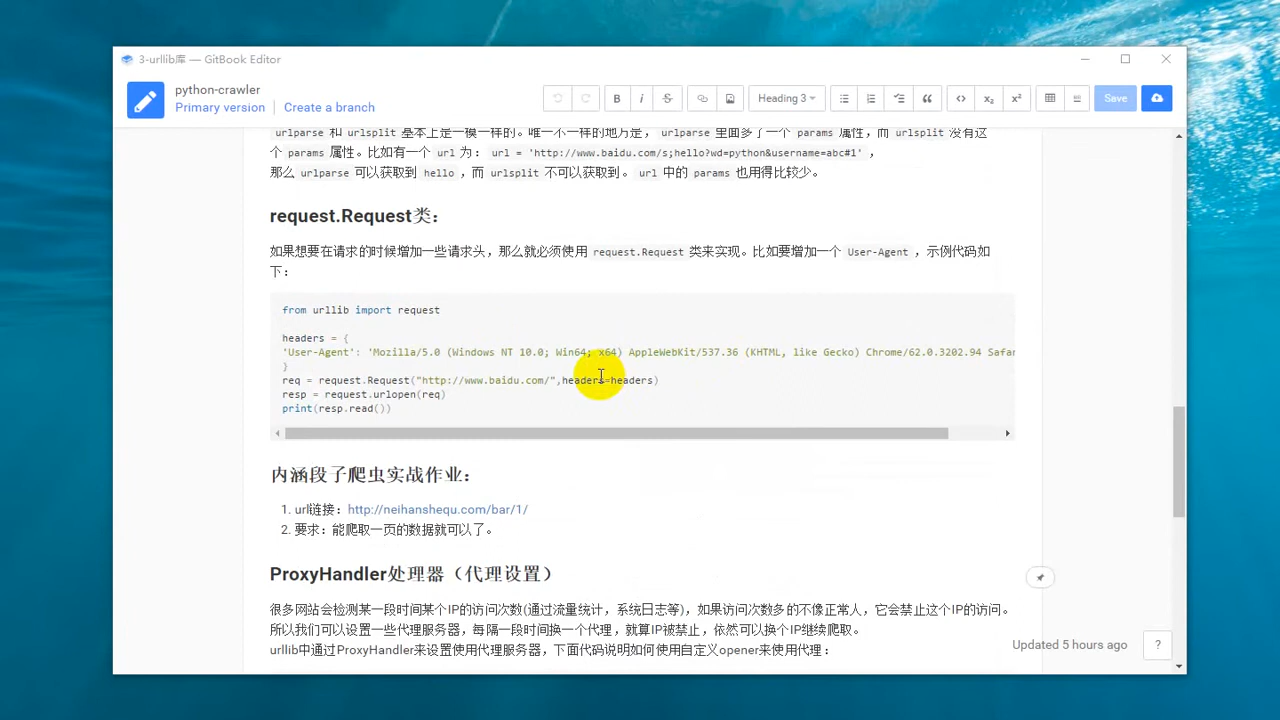 3-urllib库 — GitBook Editor
python-crawler
Primary version
Create a branch
B
i
S
Heading 3
Save
urlparse 和 urlsplit 基本上是一模一样的。唯一不一样的地方是， urlparse 里面多了一个 params 属性，而 urlsplit 没有这
个 params 属性。比如有一个 url 为： url = 'http://www.baidu.com/s;hello?wd=python&username=abc#1' ，
那么 urlparse 可以获取到 hello ，而 urlsplit 不可以获取到。 url 中的 params 也用得比较少。
request.Request类：
如果想要在请求的时候增加一些请求头，那么就必须使用 request.Request 类来实现。比如要增加一个 User-Agent ，示例代码如
下：
from urllib import request
headers = {
'User-Agent': 'Mozilla/5.0 (Windows NT 10.0; Win64; x64) AppleWebKit/537.36 (KHTML, like Gecko) Chrome/62.0.3202.94 Safar
}
req = request.Request("http://www.baidu.com/",headers=headers)
resp = request.urlopen(req)
print(resp.read())
内涵段子爬虫实战作业：
1. url链接：http://neihanshequ.com/bar/1/
2. 要求：能爬取一页的数据就可以了。
ProxyHandler处理器（代理设置）
很多网站会检测某一段时间某个IP的访问次数(通过流量统计，系统日志等)，如果访问次数多的不像正常人，它会禁止这个IP的访问。
所以我们可以设置一些代理服务器，每隔一段时间换一个代理，就算IP被禁止，依然可以换个IP继续爬取。
Updated 5 hours ago
?
urllib中通过ProxyHandler来设置使用代理服务器，下面代码说明如何使用自定义opener来使用代理：